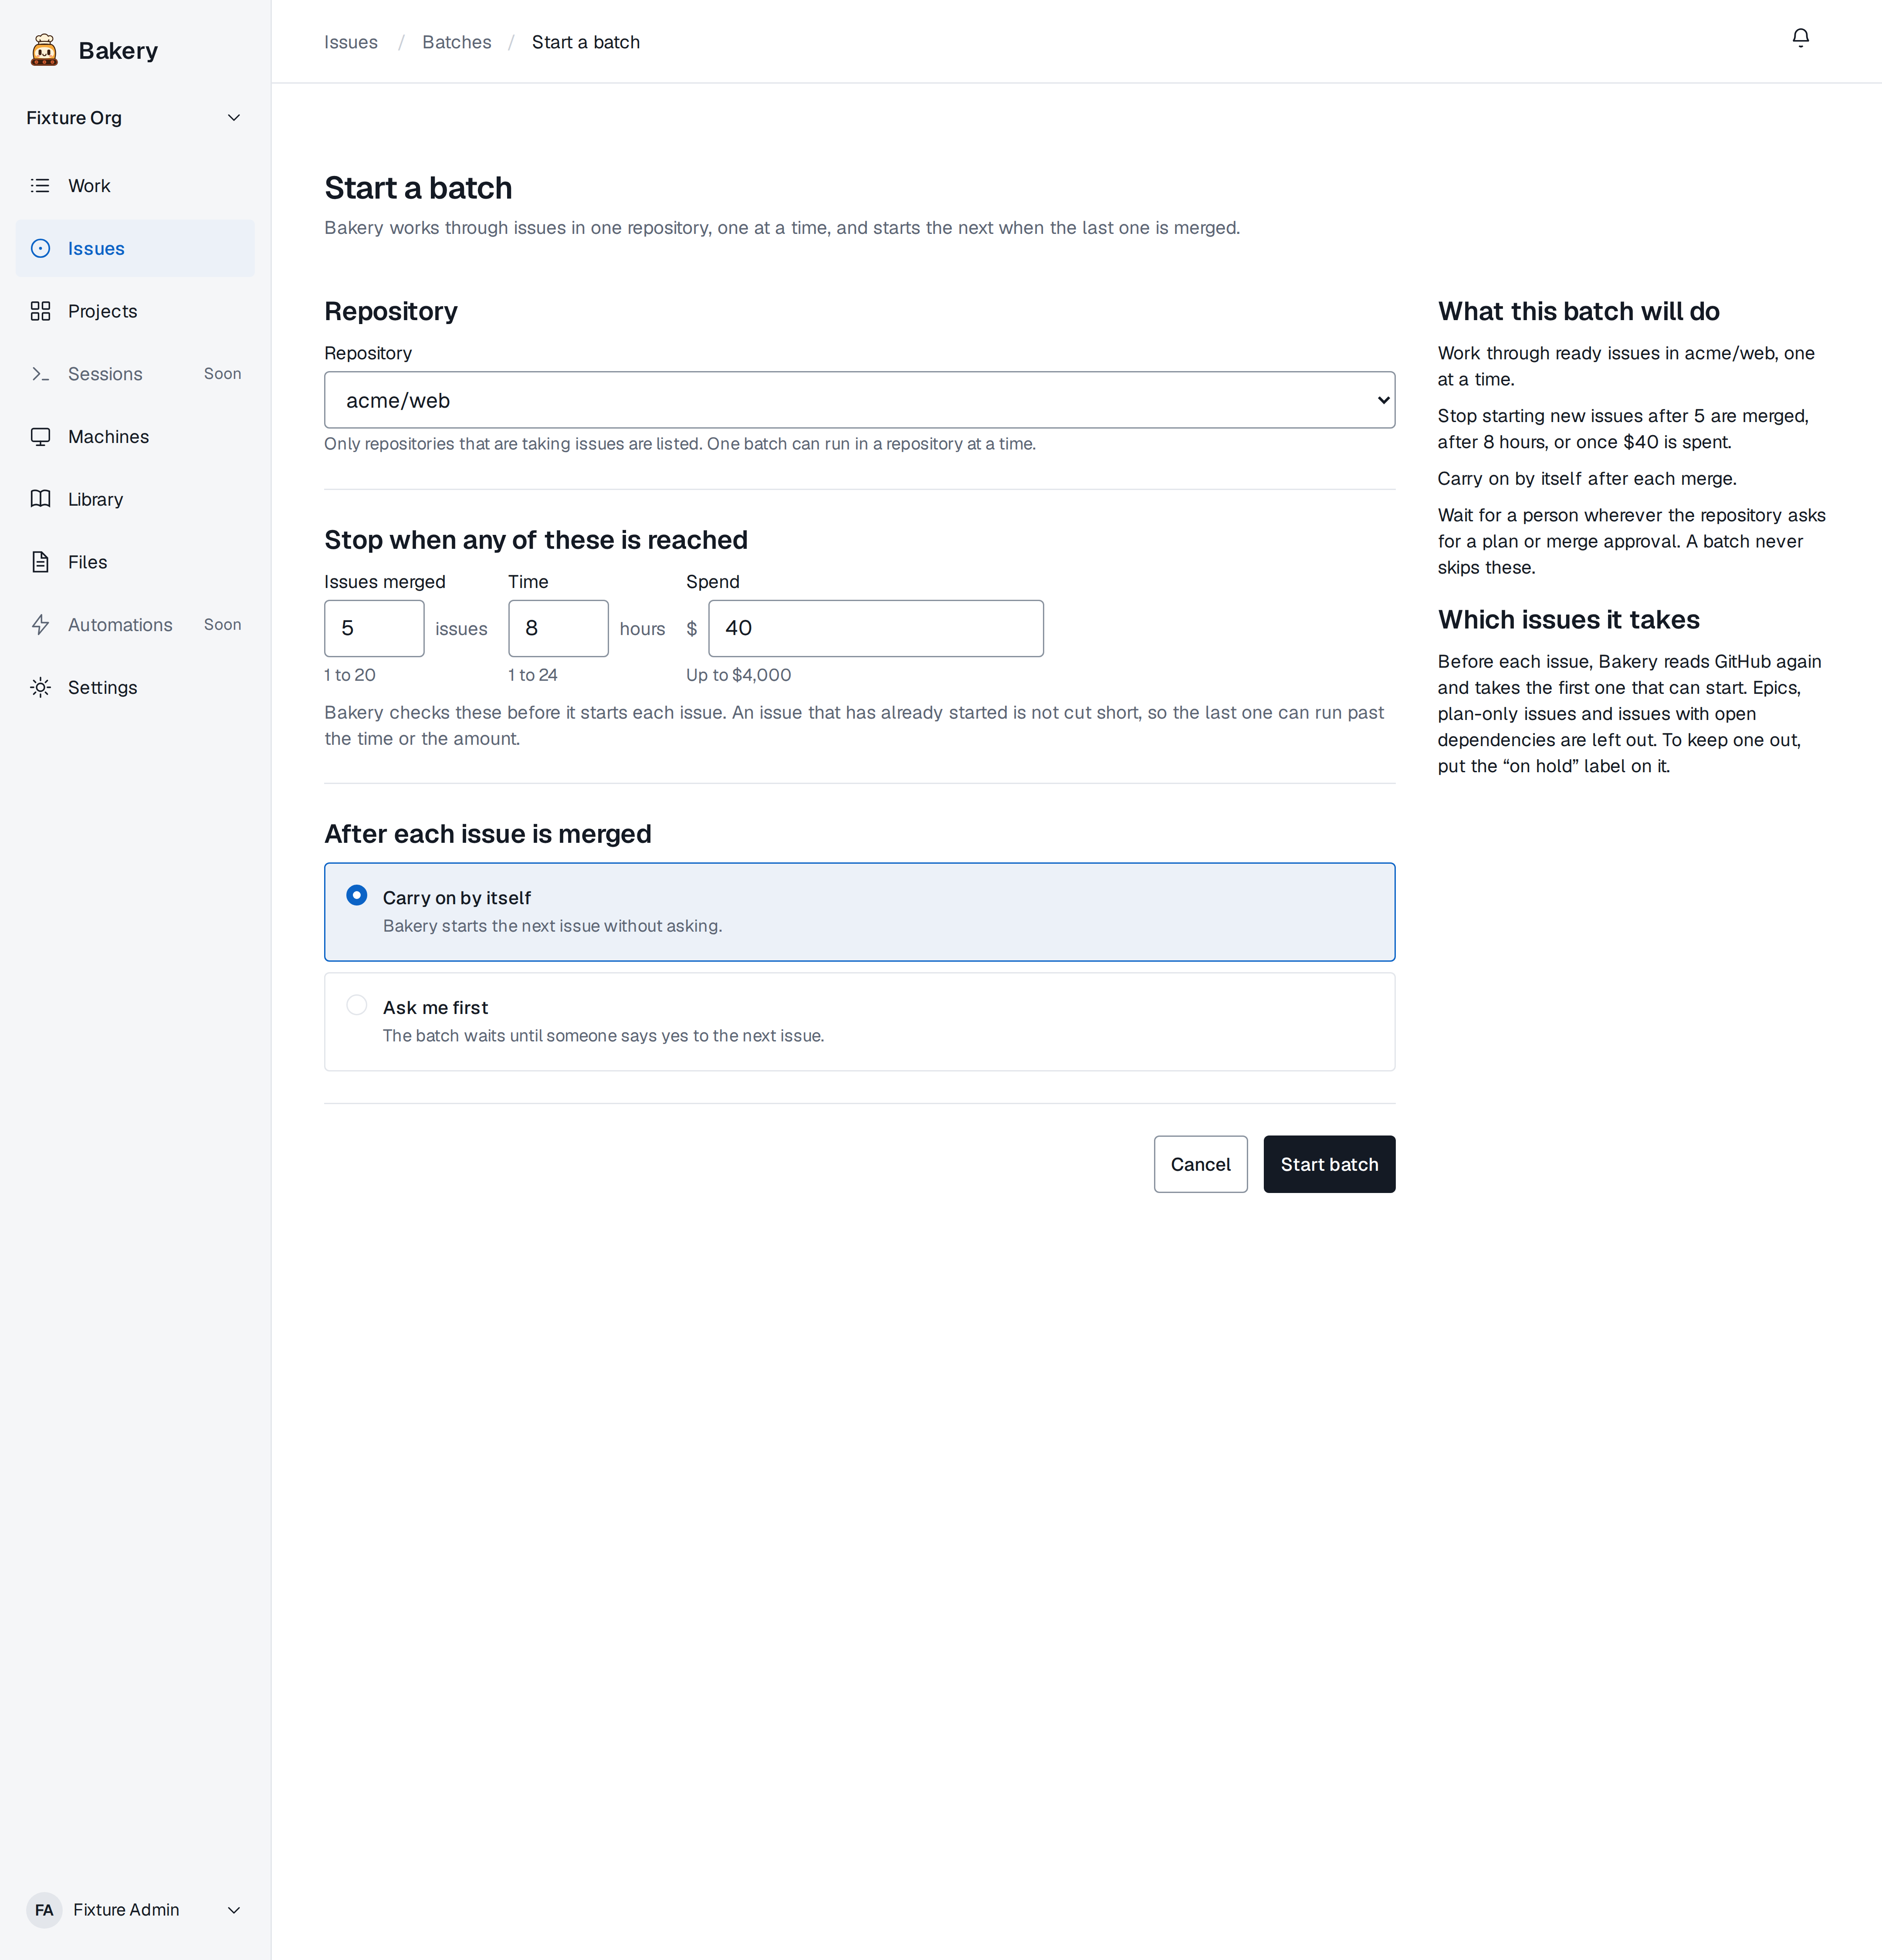 Bakery
Fixture Org
Work
Issues
Projects
Sessions Soon
Machines
Library
Files
Automations Soon
Settings
FA Fixture Admin
Issues / Batches / Start a batch
Start a batch
Bakery works through issues in one repository, one at a time, and starts the next when the last one is merged.
Repository
Repository
acme/web
Only repositories that are taking issues are listed. One batch can run in a repository at a time.
Stop when any of these is reached
Issues merged Time Spend
5 issues 8 hours $ 40
1 to 20 1 to 24 Up to $4,000
Bakery checks these before it starts each issue. An issue that has already started is not cut short, so the last one can run past
the time or the amount.
After each issue is merged
Carry on by itself
Bakery starts the next issue without asking.
Ask me first
The batch waits until someone says yes to the next issue.
Cancel Start batch
What this batch will do
Work through ready issues in acme/web, one
at a time.
Stop starting new issues after 5 are merged,
after 8 hours, or once $40 is spent.
Carry on by itself after each merge.
Wait for a person wherever the repository asks
for a plan or merge approval. A batch never
skips these.
Which issues it takes
Before each issue, Bakery reads GitHub again
and takes the first one that can start. Epics,
plan-only issues and issues with open
dependencies are left out. To keep one out,
put the “on hold” label on it.